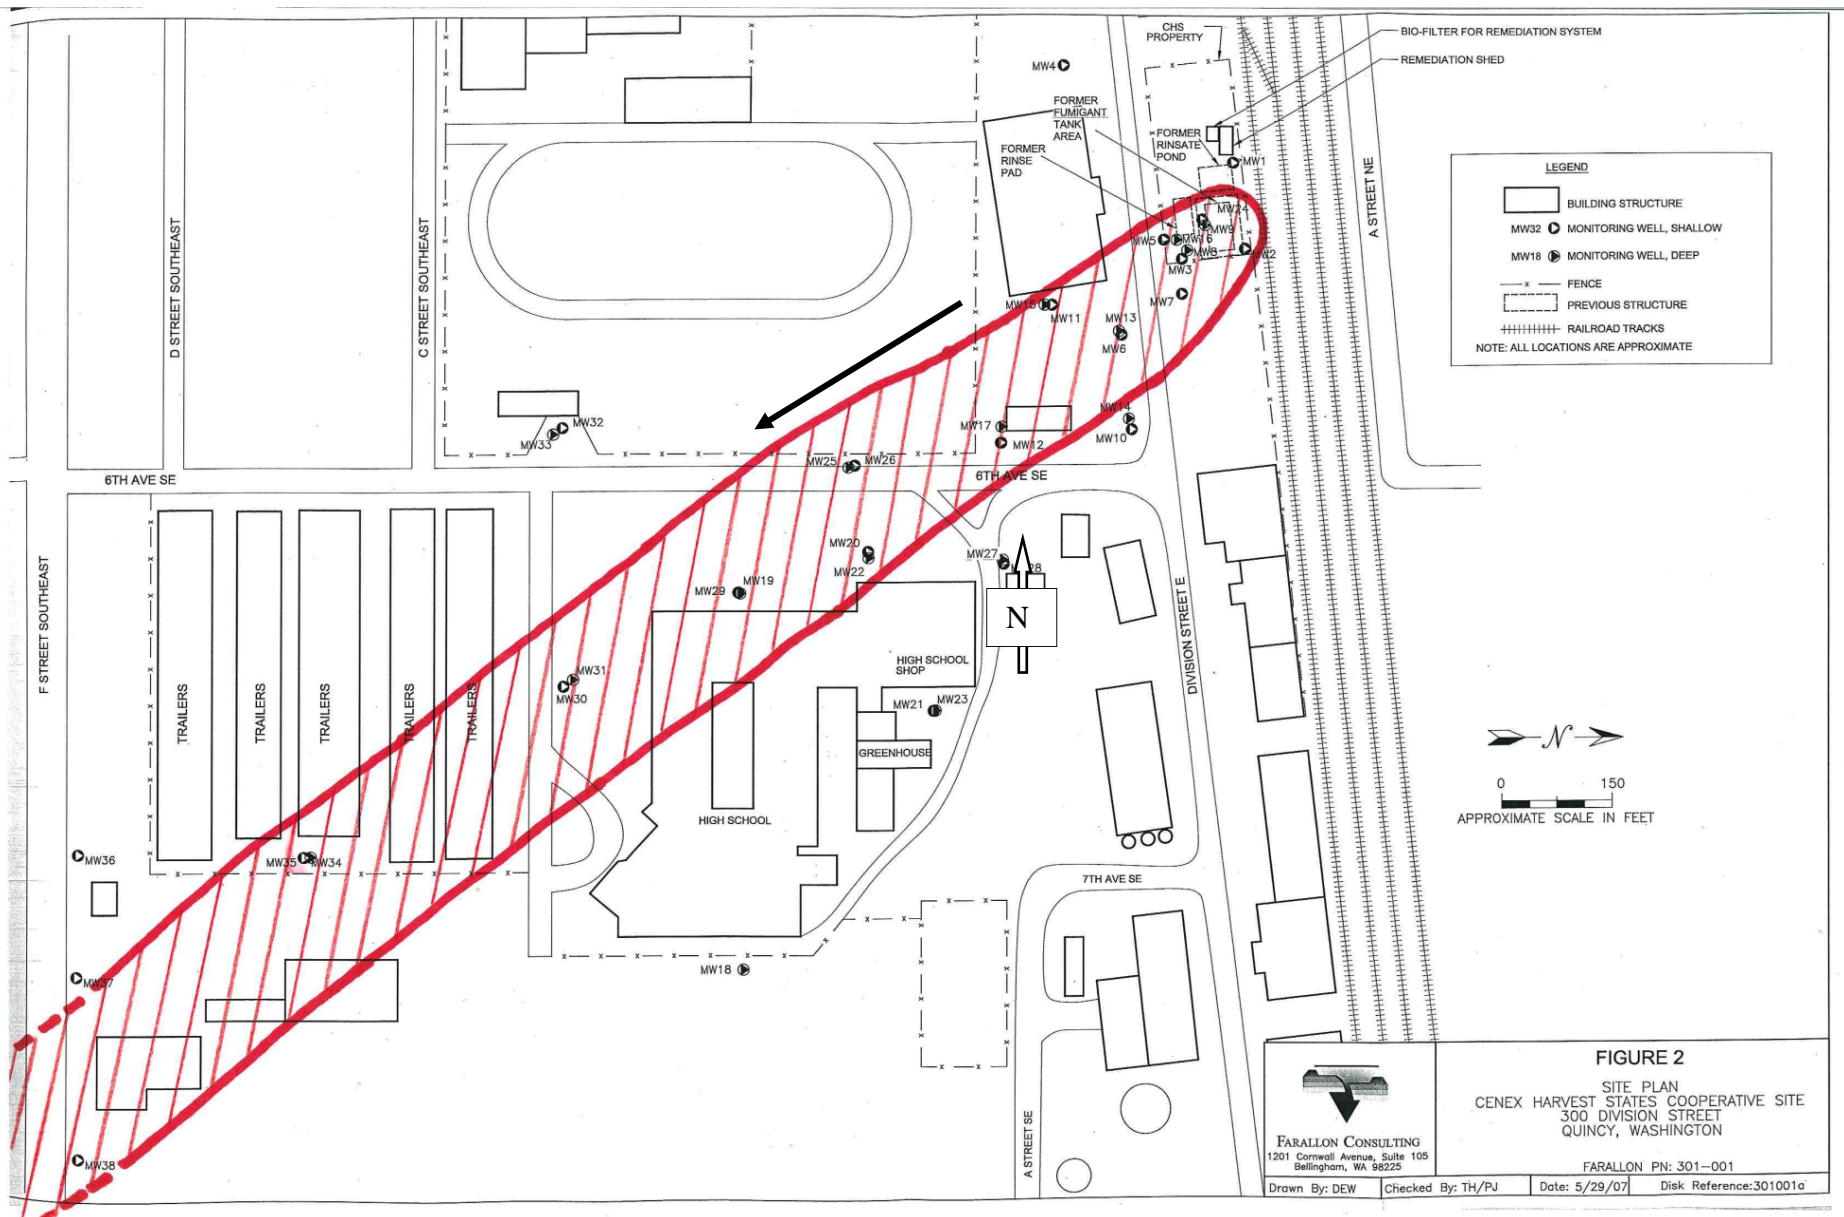 CHS
PROPERTY
BIO-FILTER FOR REMEDIATION SYSTEM
REMEDIATION SHED
MW4
FORMER
FUMIGANT
TANK
AREA
FORMER
RINSATE
POND
FORMER
RINSE
PAD
MW1
MW24
MW9
MW5
MW16
MW8
MW2
MW3
MW7
MW15
MW11
MW13
MW6
MW14
MW10
MW17
MW12
MW32
MW33
MW25
MW26
6TH AVE SE
6TH AVE SE
D STREET SOUTHEAST
C STREET SOUTHEAST
F STREET SOUTHEAST
A STREET NE
DIVISION STREET E
A STREET SE
7TH AVE SE
LEGEND
BUILDING STRUCTURE
MW32 MONITORING WELL, SHALLOW
MW18 MONITORING WELL, DEEP
FENCE
PREVIOUS STRUCTURE
RAILROAD TRACKS
NOTE: ALL LOCATIONS ARE APPROXIMATE
MW20
MW22
MW27
N
MW19
MW29
MW31
MW30
HIGH SCHOOL
SHOP
MW21
MW23
GREENHOUSE
HIGH SCHOOL
TRAILERS
TRAILERS
TRAILERS
TRAILERS
TRAILERS
MW36
MW35
MW34
MW37
MW18
MW38
N
0 150
APPROXIMATE SCALE IN FEET
FIGURE 2
SITE PLAN
CENEX HARVEST STATES COOPERATIVE SITE
300 DIVISION STREET
QUINCY, WASHINGTON
FARALLON PN: 301-001
FARALLON CONSULTING
1201 Cornwall Avenue, Suite 105
Bellingham, WA 98225
Drawn By: DEW
Checked By: TH/PJ
Date: 5/29/07
Disk Reference:301001a